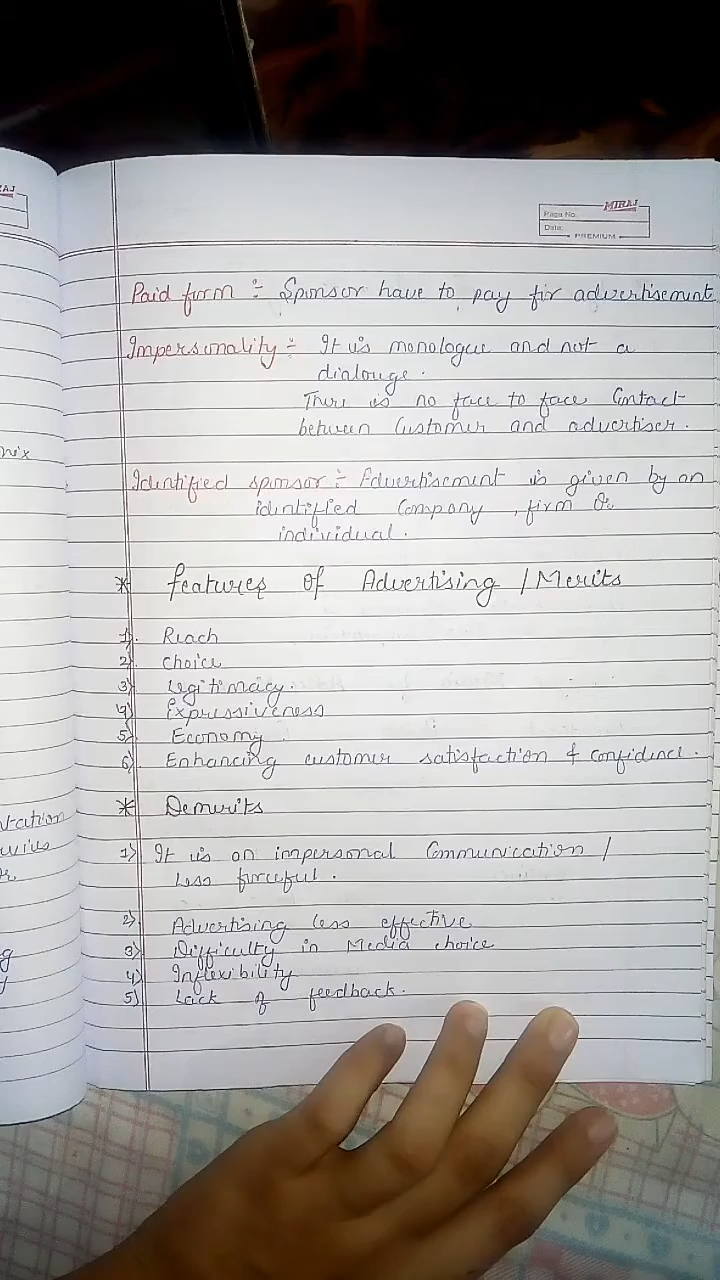 RAJ
MIRAJ
Page No.
Date:
PREMIUM
Paid form :- Sponsor have to pay for advertisement
Impersonality :- It is monologue and not a
dialouge.
There is no face to face Contact
between Customer and advertiser.
Identified sponsor :- Advertisement is given by an
identified Company, firm or
individual.
* Features of Advertising / Merits
1). Reach
2). choice
3) legitimacy.
4) Expressiveness
5) Economy.
6). Enhancing customer satisfaction & confidence.
* Demerits
1) It is an impersonal Communication /
Less forceful.
2) Advertising less effective
3) Difficulty in Media choice
4) Inflexibility
5) Lack of feedback.
mix